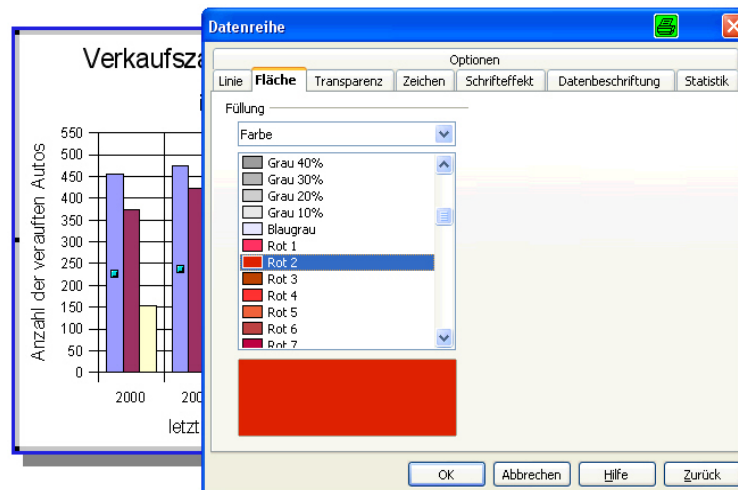 Verkaufsza
i
Anzahl der verauften Autos
550
500
450
400
350
300
250
200
150
100
50
0
2000
200
letzt
Datenreihe
Optionen
Linie Fläche Transparenz Zeichen Schrifteffekt Datenbeschriftung Statistik
Füllung
Farbe
Grau 40%
Grau 30%
Grau 20%
Grau 10%
Blaugrau
Rot 1
Rot 2
Rot 3
Rot 4
Rot 5
Rot 6
Rot 7
OK Abbrechen Hilfe Zurück